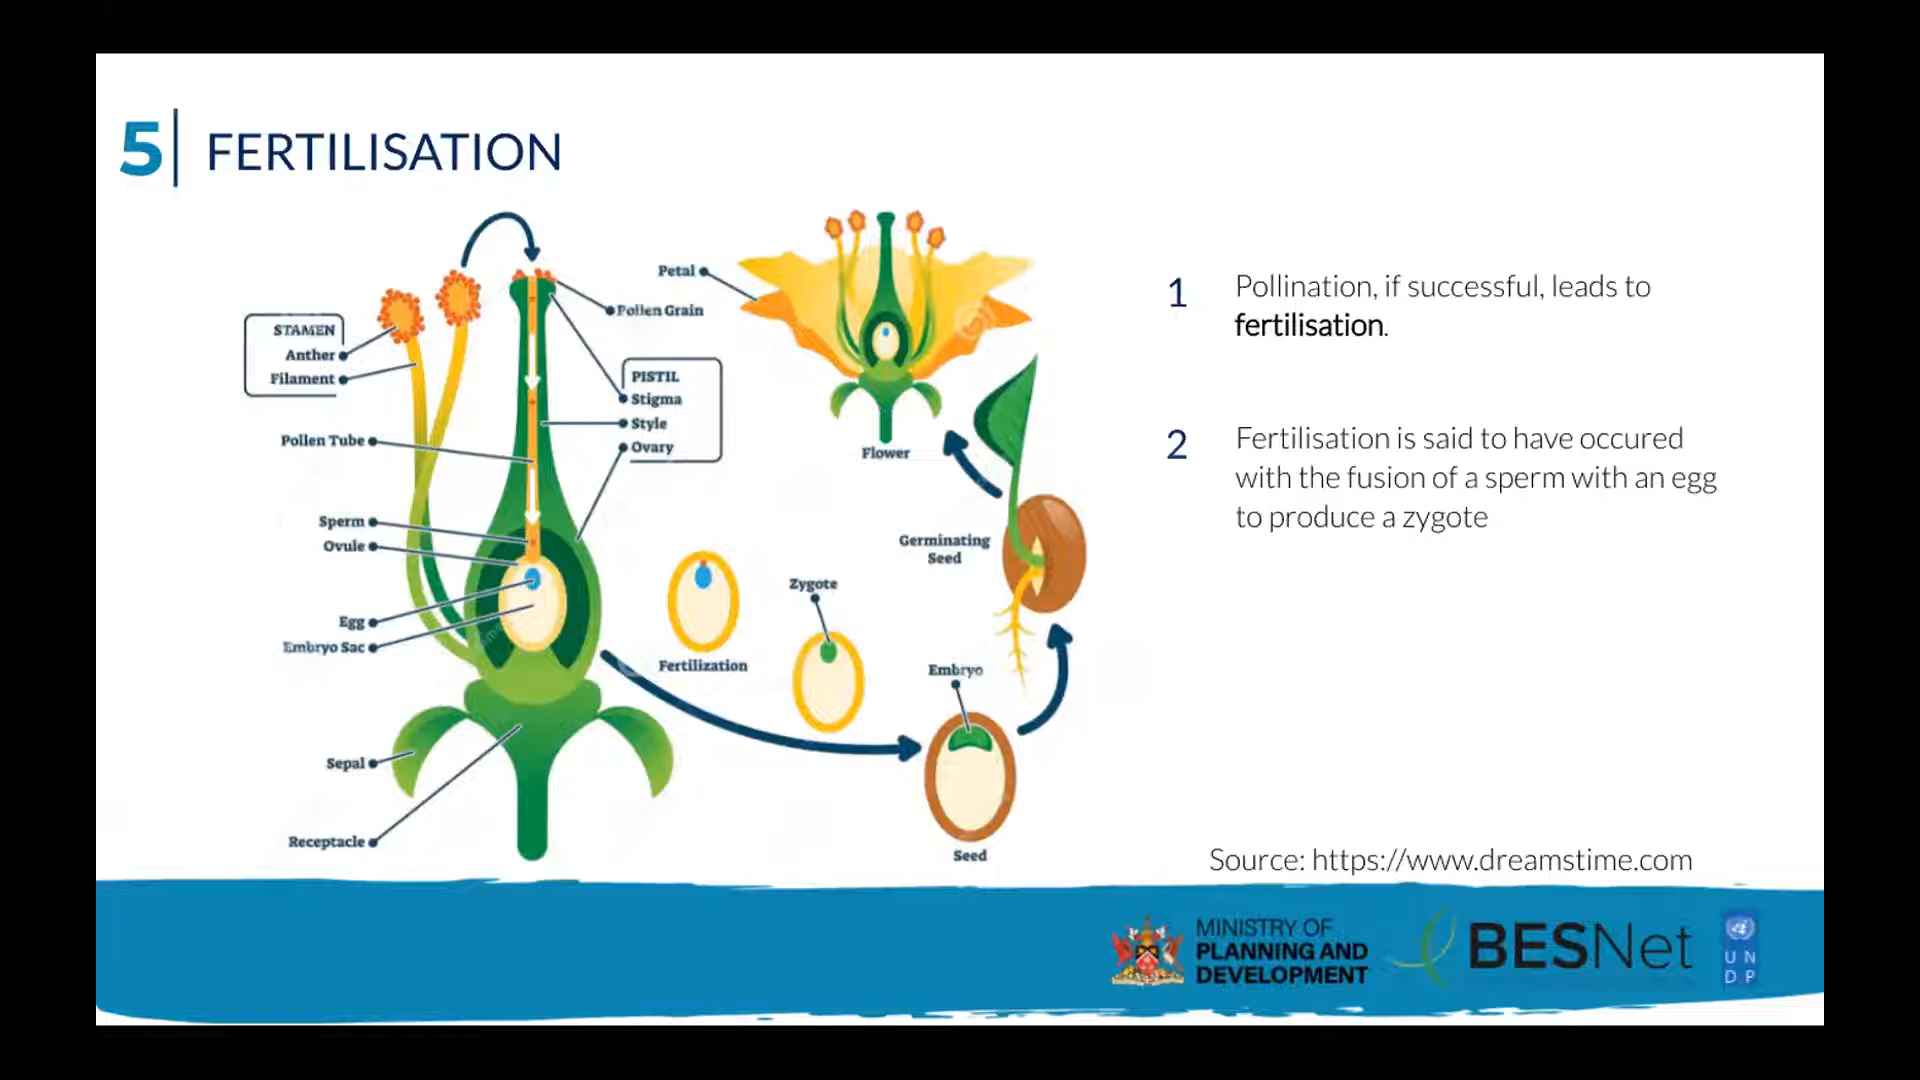 5 FERTILISATION
Petal
Pollen Grain
STAMEN
Anther
Filament
PISTIL
Stigma
Style
Ovary
Pollen Tube
Sperm
Ovule
Egg
Embryo Sac
Sepal
Receptacle
Fertilization
Zygote
Embryo
Seed
Germinating
Seed
Flower
1 Pollination, if successful, leads to
fertilisation.
2 Fertilisation is said to have occured
with the fusion of a sperm with an egg
to produce a zygote
Source: https://www.dreamstime.com
MINISTRY OF
PLANNING AND
DEVELOPMENT
BESNet
U N
D P